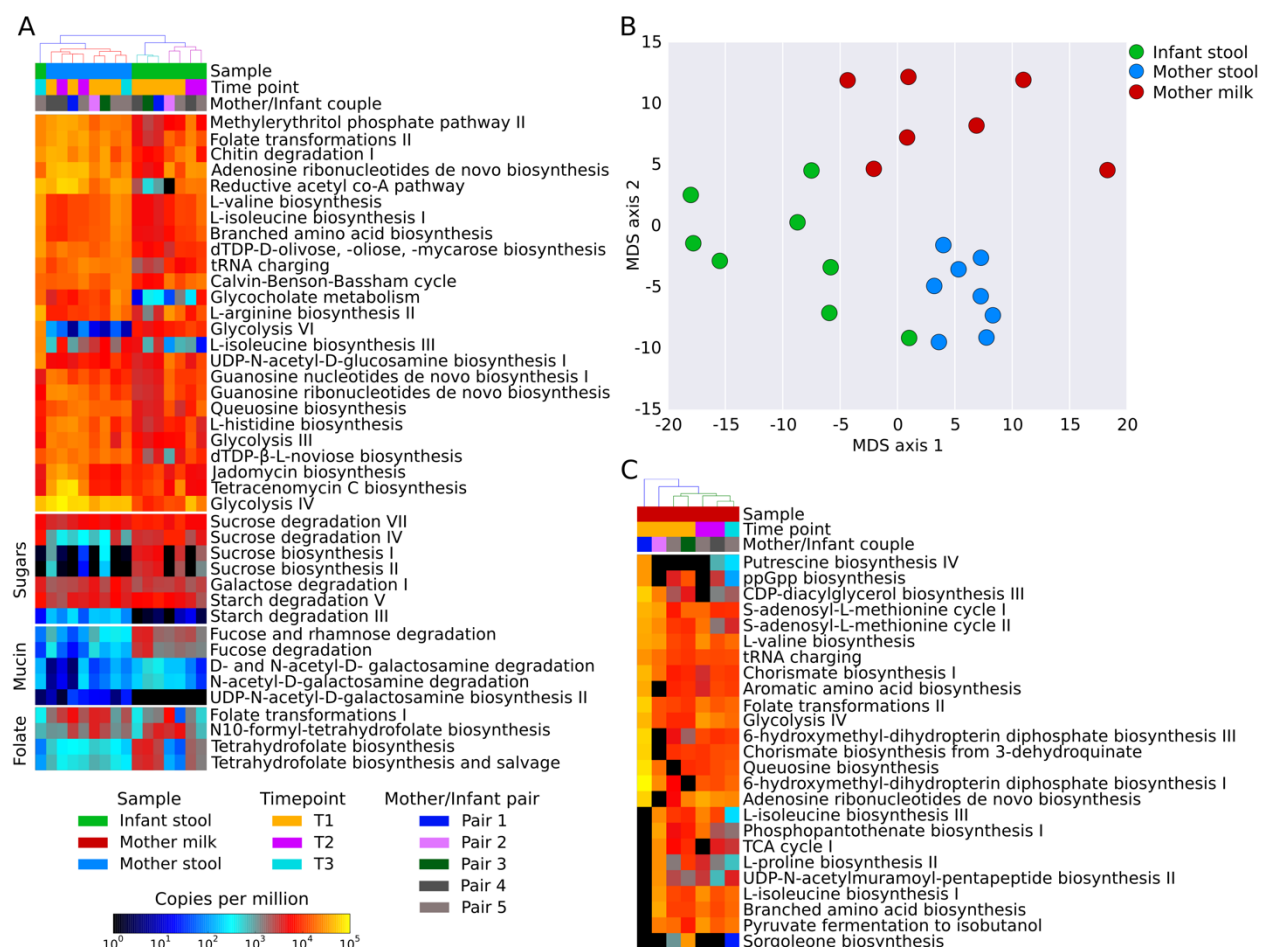 A
Sample
Time point
Mother/Infant couple
Methylerythritol phosphate pathway II
Folate transformations II
Chitin degradation I
Adenosine ribonucleotides de novo biosynthesis
Reductive acetyl co-A pathway
L-valine biosynthesis
L-isoleucine biosynthesis I
Branched amino acid biosynthesis
dTDP-D-olivose, -oliose, -mycarose biosynthesis
tRNA charging
Calvin-Benson-Bassham cycle
Glycocholate metabolism
L-arginine biosynthesis II
Glycolysis VI
L-isoleucine biosynthesis III
UDP-N-acetyl-D-glucosamine biosynthesis I
Guanosine nucleotides de novo biosynthesis I
Guanosine ribonucleotides de novo biosynthesis
Queuosine biosynthesis
L-histidine biosynthesis
Glycolysis III
dTDP-β-L-noviose biosynthesis
Jadomycin biosynthesis
Tetracenomycin C biosynthesis
Glycolysis IV
Sugars
Sucrose degradation VII
Sucrose degradation IV
Sucrose biosynthesis I
Sucrose biosynthesis II
Galactose degradation I
Starch degradation V
Starch degradation III
Mucin
Fucose and rhamnose degradation
Fucose degradation
D- and N-acetyl-D- galactosamine degradation
N-acetyl-D-galactosamine degradation
UDP-N-acetyl-D-galactosamine biosynthesis II
Folate
Folate transformations I
N10-formyl-tetrahydrofolate biosynthesis
Tetrahydrofolate biosynthesis
Tetrahydrofolate biosynthesis and salvage
Sample
Infant stool
Mother milk
Mother stool
Timepoint
T1
T2
T3
Mother/Infant pair
Pair 1
Pair 2
Pair 3
Pair 4
Pair 5
Copies per million
10⁰ 10¹ 10² 10³ 10⁴ 10⁵
B
15
10
5
0
-5
-10
-15
MDS axis 2
-20 -15 -10 -5 0 5 10 15 20
MDS axis 1
Infant stool
Mother stool
Mother milk
C
Sample
Time point
Mother/Infant couple
Putrescine biosynthesis IV
ppGpp biosynthesis
CDP-diacylglycerol biosynthesis III
S-adenosyl-L-methionine cycle I
S-adenosyl-L-methionine cycle II
L-valine biosynthesis
tRNA charging
Chorismate biosynthesis I
Aromatic amino acid biosynthesis
Folate transformations II
Glycolysis IV
6-hydroxymethyl-dihydropterin diphosphate biosynthesis III
Chorismate biosynthesis from 3-dehydroquinate
Queuosine biosynthesis
6-hydroxymethyl-dihydropterin diphosphate biosynthesis I
Adenosine ribonucleotides de novo biosynthesis
L-isoleucine biosynthesis III
Phosphopantothenate biosynthesis I
TCA cycle I
L-proline biosynthesis II
UDP-N-acetylmuramoyl-pentapeptide biosynthesis II
L-isoleucine biosynthesis I
Branched amino acid biosynthesis
Pyruvate fermentation to isobutanol
Sorgoleone biosynthesis